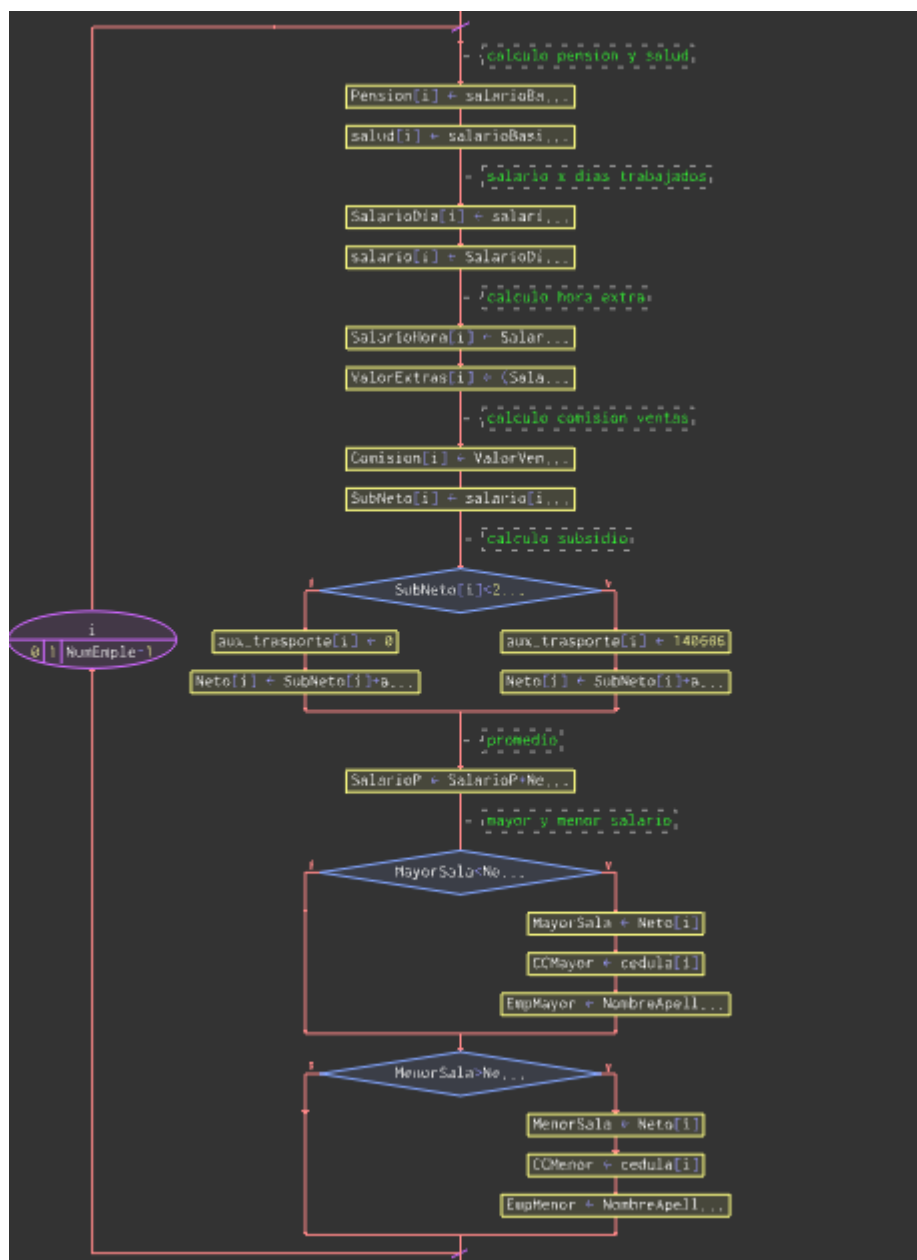 calculo pension y salud
Pension[i] ← salarioBa...
salud[i] ← salarioBasi...
salario x dias trabajados
SalarioDia[i] ← salari...
salario[i] ← SalarioDi...
calculo hora extra
SalarioHora[i] ← Salar...
ValorExtras[i] ← (Sala...
calculo comision ventas
Comision[i] ← ValorVen...
SubNeto[i] ← salario[i...
calculo subsidio
F V
SubNeto[i]<2...
i
0 1 NumEmple-1
aux_trasporte[i] ← 0 aux_trasporte[i] ← 140606
Neto[i] ← SubNeto[i]+a... Neto[i] ← SubNeto[i]+a...
promedio
SalarioP ← SalarioP+Ne...
mayor y menor salario
F V
MayorSala<Ne...
MayorSala ← Neto[i]
CCMayor ← cedula[i]
EmpMayor ← NombreApell...
F V
MenorSala>Ne...
MenorSala ← Neto[i]
CCMenor ← cedula[i]
EmpMenor ← NombreApell...